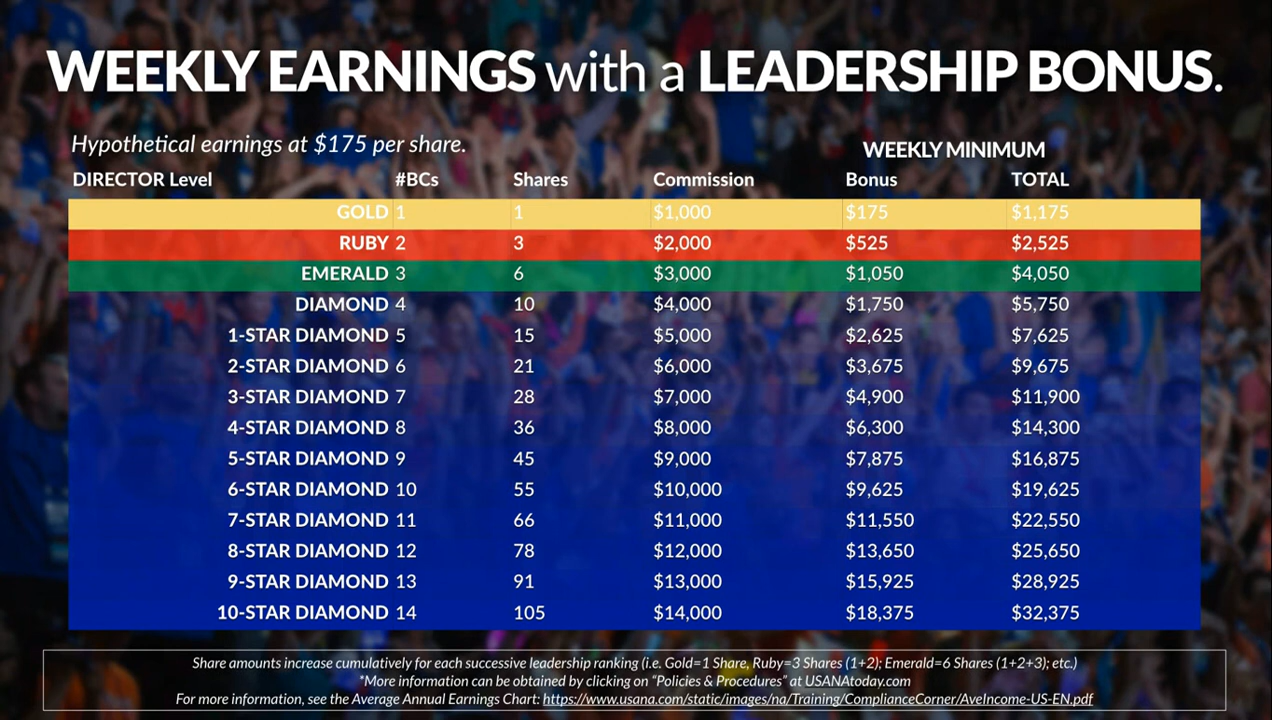 WEEKLY EARNINGS with a LEADERSHIP BONUS.
Hypothetical earnings at $175 per share.
WEEKLY MINIMUM
DIRECTOR Level #BCs Shares Commission Bonus TOTAL
GOLD 1 1 $1,000 $175 $1,175
RUBY 2 3 $2,000 $525 $2,525
EMERALD 3 6 $3,000 $1,050 $4,050
DIAMOND 4 10 $4,000 $1,750 $5,750
1-STAR DIAMOND 5 15 $5,000 $2,625 $7,625
2-STAR DIAMOND 6 21 $6,000 $3,675 $9,675
3-STAR DIAMOND 7 28 $7,000 $4,900 $11,900
4-STAR DIAMOND 8 36 $8,000 $6,300 $14,300
5-STAR DIAMOND 9 45 $9,000 $7,875 $16,875
6-STAR DIAMOND 10 55 $10,000 $9,625 $19,625
7-STAR DIAMOND 11 66 $11,000 $11,550 $22,550
8-STAR DIAMOND 12 78 $12,000 $13,650 $25,650
9-STAR DIAMOND 13 91 $13,000 $15,925 $28,925
10-STAR DIAMOND 14 105 $14,000 $18,375 $32,375
Share amounts increase cumulatively for each successive leadership ranking (i.e. Gold=1 Share, Ruby=3 Shares (1+2); Emerald=6 Shares (1+2+3); etc.)
*More information can be obtained by clicking on “Policies & Procedures” at USANAtoday.com
For more information, see the Average Annual Earnings Chart: https://www.usana.com/static/images/na/Training/ComplianceCorner/AveIncome-US-EN.pdf